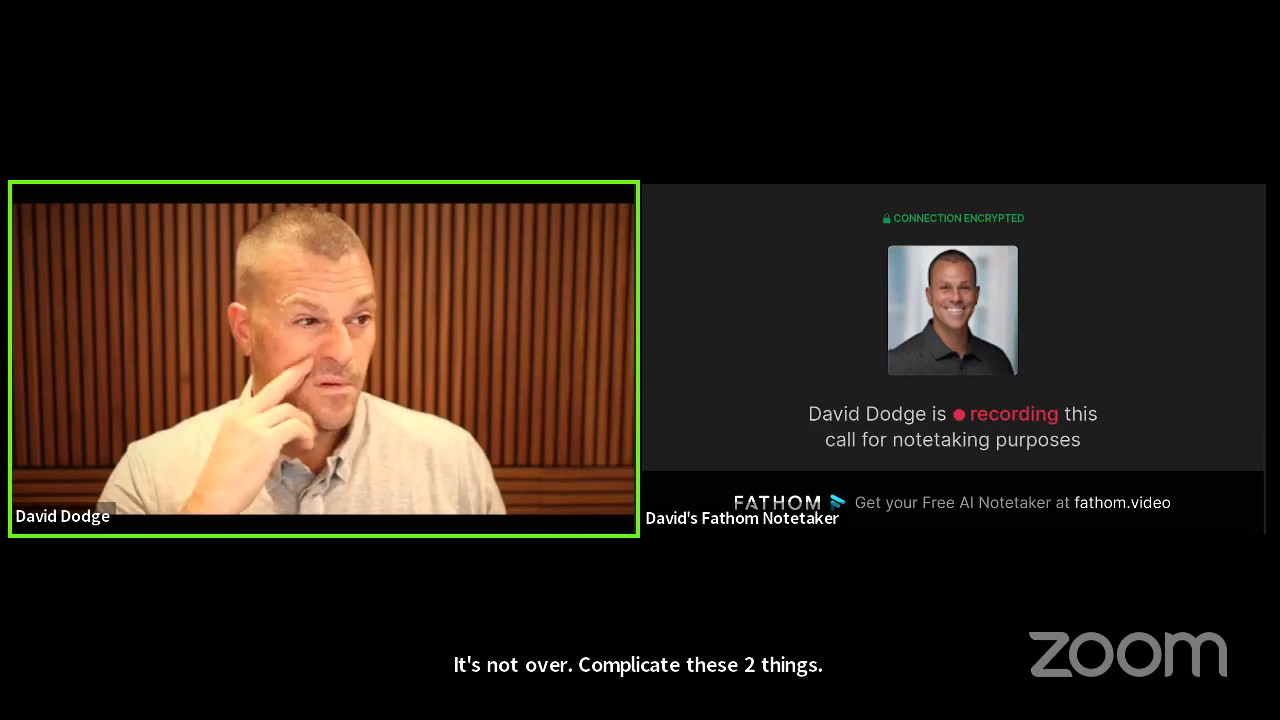 CONNECTION ENCRYPTED
David Dodge is recording this
call for notetaking purposes
FATHOM Get your Free AI Notetaker at fathom.video
David Dodge
David's Fathom Notetaker
It's not over. Complicate these 2 things.
zoom